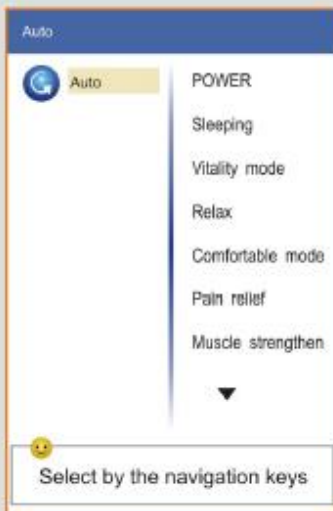 Auto
Auto
POWER
Sleeping
Vitality mode
Relax
Comfortable mode
Pain relief
Muscle strengthen
Select by the navigation keys